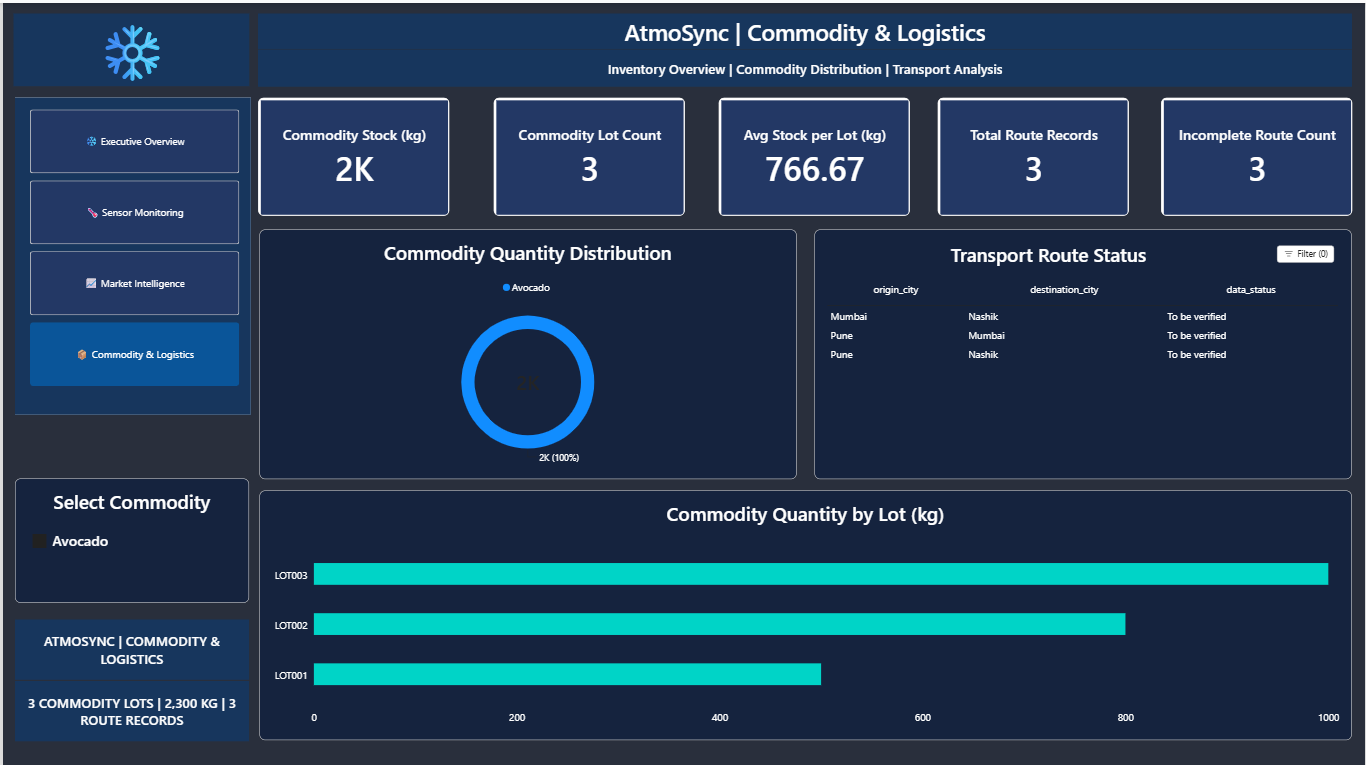 AtmoSync | Commodity & Logistics
Inventory Overview | Commodity Distribution | Transport Analysis
Executive Overview
Sensor Monitoring
Market Intelligence
Commodity & Logistics
Commodity Stock (kg)
2K
Commodity Lot Count
3
Avg Stock per Lot (kg)
766.67
Total Route Records
3
Incomplete Route Count
3
Commodity Quantity Distribution
Avocado
2K
2K (100%)
Transport Route Status
Filter (0)
origin_city destination_city data_status
Mumbai Nashik To be verified
Pune Mumbai To be verified
Pune Nashik To be verified
Select Commodity
Avocado
ATMOSYNC | COMMODITY &
LOGISTICS
3 COMMODITY LOTS | 2,300 KG | 3
ROUTE RECORDS
Commodity Quantity by Lot (kg)
LOT003
LOT002
LOT001
0 200 400 600 800 1000